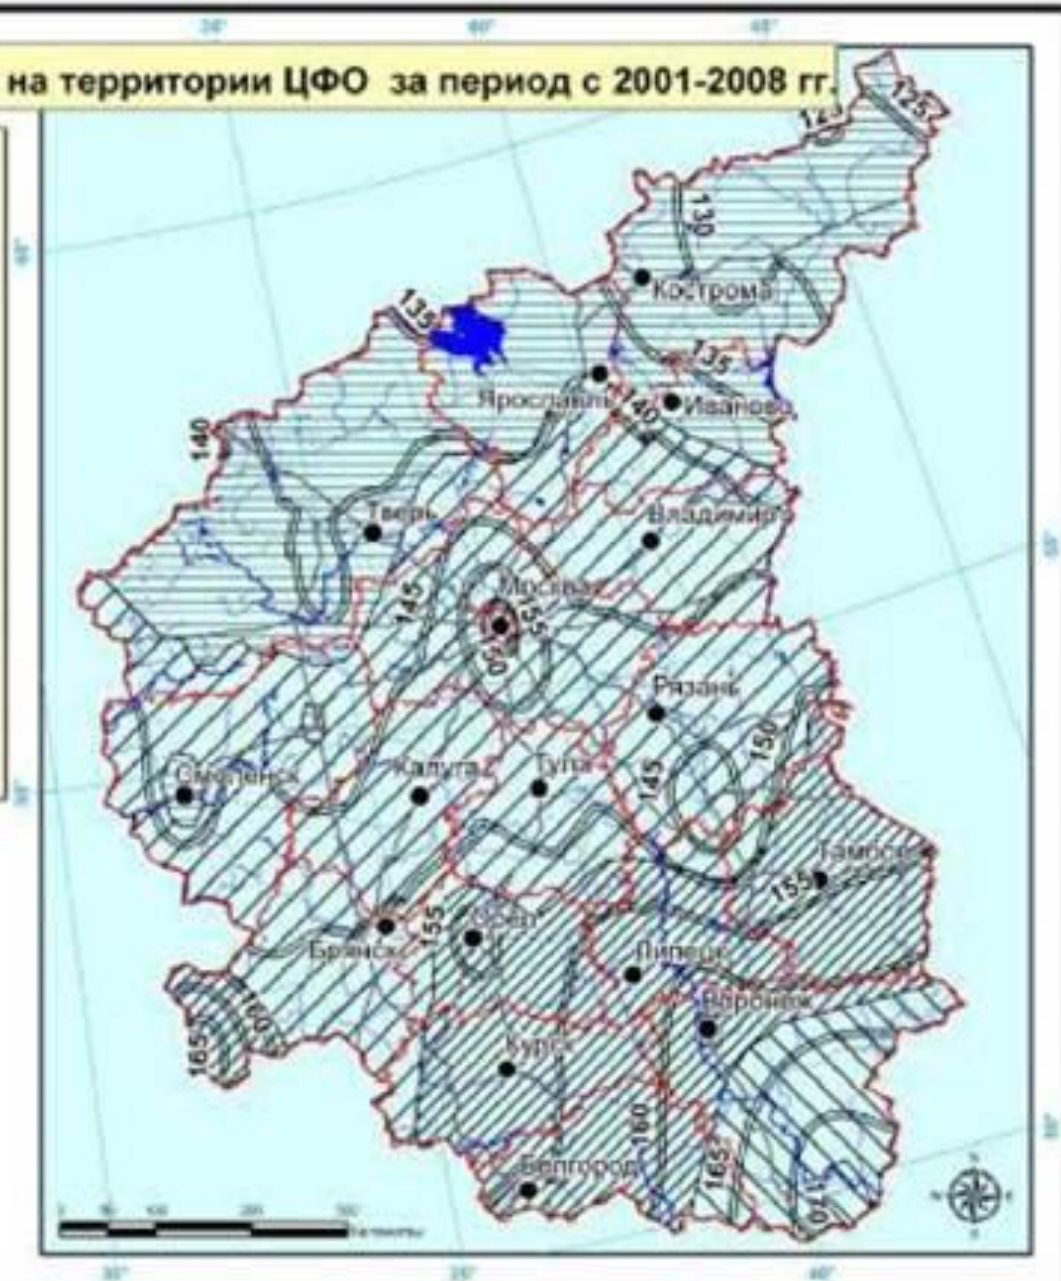 на территории ЦФО за период с 2001-2008 гг.
125
130
Кострома
135
135
Ярославль
140
Иваново
140
Тверь
Владимир
145
Москва
155
Рязань
150
145
Смоленск
Калуга
Тула
Тамбов
155
155
Орел
Брянск
Липецк
Воронеж
160
165
Курск
160
165
Белгород
170